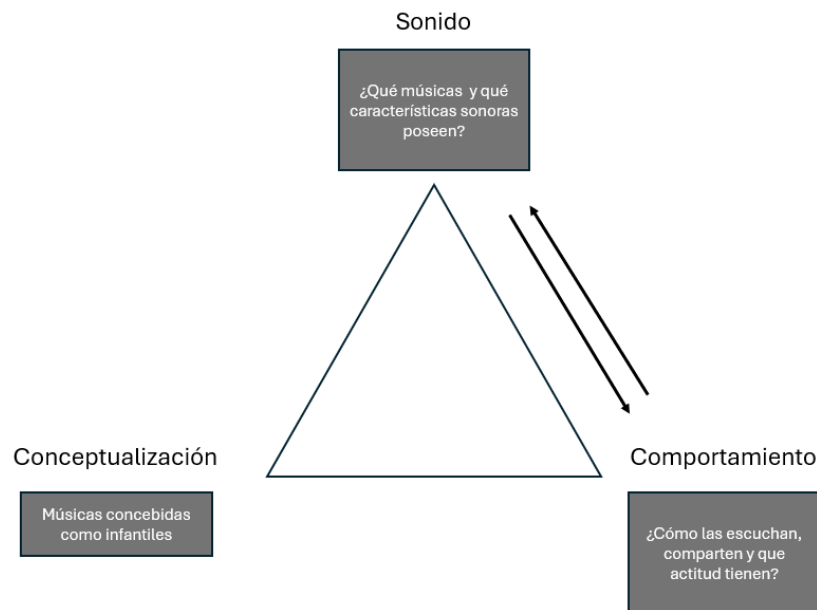 Sonido
¿Qué músicas y qué
características sonoras
poseen?
Conceptualización
Músicas concebidas
como infantiles
Comportamiento
¿Cómo las escuchan,
comparten y que
actitud tienen?